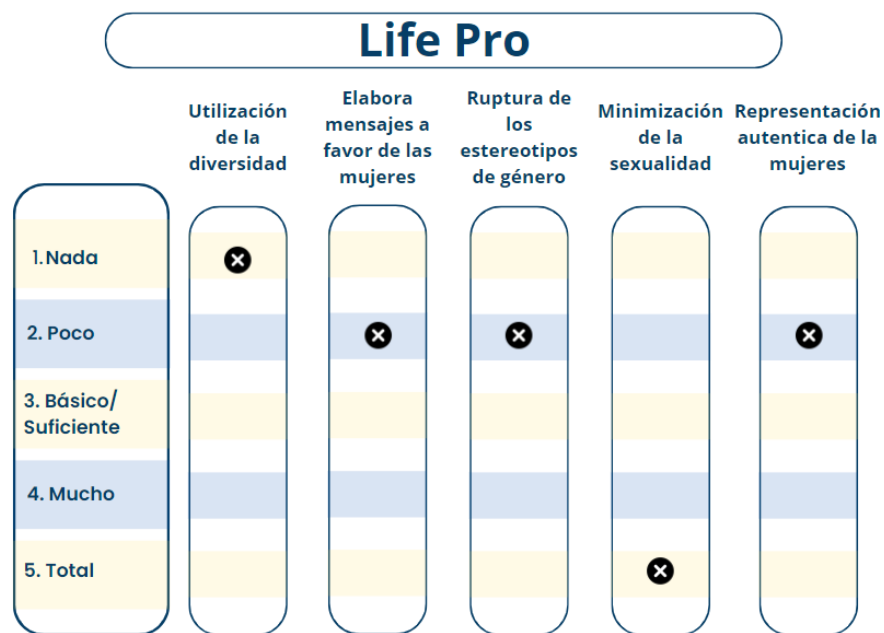 Life Pro
Utilización
de la
diversidad
Elabora
mensajes a
favor de las
mujeres
Ruptura de
los
estereotipos
de género
Minimización
de la
sexualidad
Representación
autentica de la
mujeres
1. Nada
2. Poco
3. Básico/
Suficiente
4. Mucho
5. Total